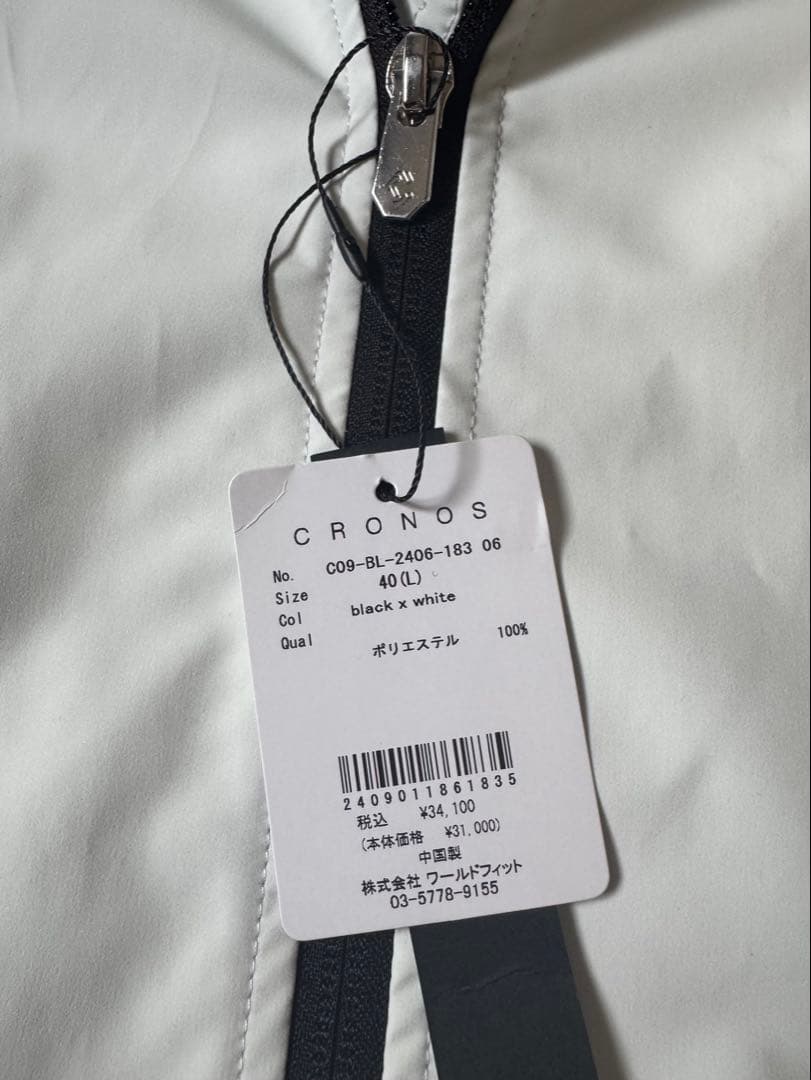 CRONOS
No. C09-BL-2406-183 06
Size 40(L)
Col black x white
Qual ポリエステル 100%
2409011861835
税込 ¥34,100
(本体価格 ¥31,000)
中国製
株式会社 ワールドフィット
03-5778-9155